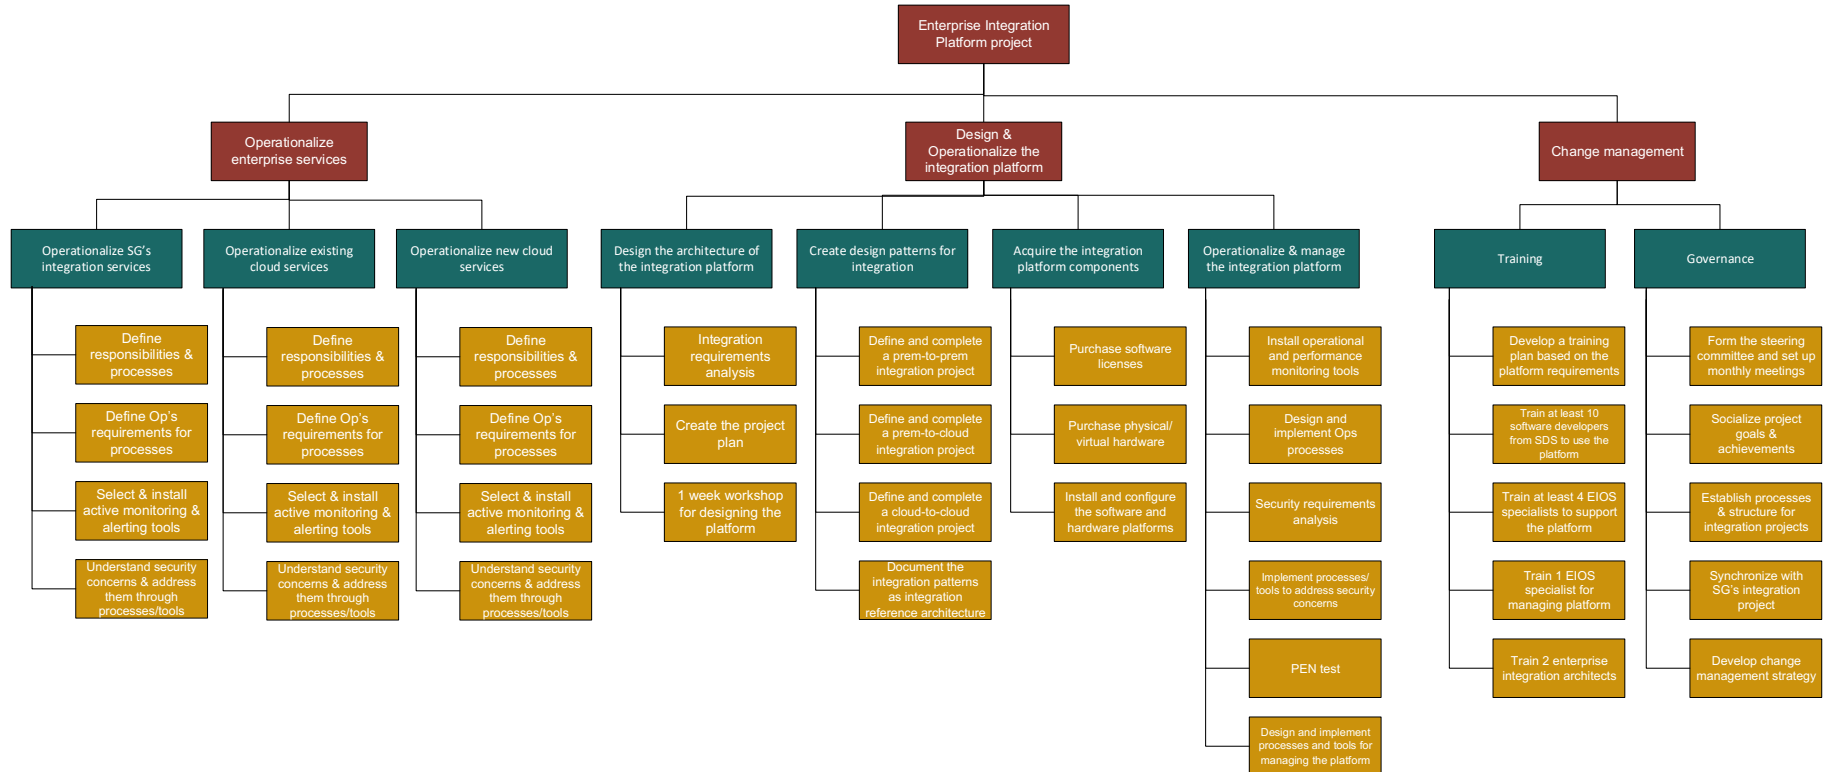 Enterprise Integration
Platform project
Operationalize
enterprise services
Design &
Operationalize the
integration platform
Change management
Operationalize SG's
integration services
Operationalize existing
cloud services
Operationalize new cloud
services
Design the architecture of
the integration platform
Create design patterns for
integration
Acquire the integration
platform components
Operationalize & manage
the integration platform
Training
Governance
Define
responsibilities &
processes
Define Op's
requirements for
processes
Select & install
active monitoring &
alerting tools
Understand security
concerns & address
them through
processes/tools
Define
responsibilities &
processes
Define Op's
requirements for
processes
Select & install
active monitoring &
alerting tools
Understand security
concerns & address
them through
processes/tools
Define
responsibilities &
processes
Define Op's
requirements for
processes
Select & install
active monitoring &
alerting tools
Understand security
concerns & address
them through
processes/tools
Integration
requirements
analysis
Create the project
plan
1 week workshop
for designing the
platform
Define and complete
a prem-to-prem
integration project
Define and complete
a prem-to-cloud
integration project
Define and complete
a cloud-to-cloud
integration project
Document the
integration patterns
as integration
reference architecture
Purchase software
licenses
Purchase physical/
virtual hardware
Install and configure
the software and
hardware platforms
Install operational
and performance
monitoring tools
Design and
implement Ops
processes
Security requirements
analysis
Implement processes/
tools to address security
concerns
PEN test
Design and implement
processes and tools for
managing the platform
Develop a training
plan based on the
platform requirements
Train at least 10
software developers
from SDS to use the
platform
Train at least 4 EIOS
specialists to support
the platform
Train 1 EIOS
specialist for
managing platform
Train 2 enterprise
integration architects
Form the steering
committee and set up
monthly meetings
Socialize project
goals &
achievements
Establish processes
& structure for
integration projects
Synchronize with
SG's integration
project
Develop change
management strategy